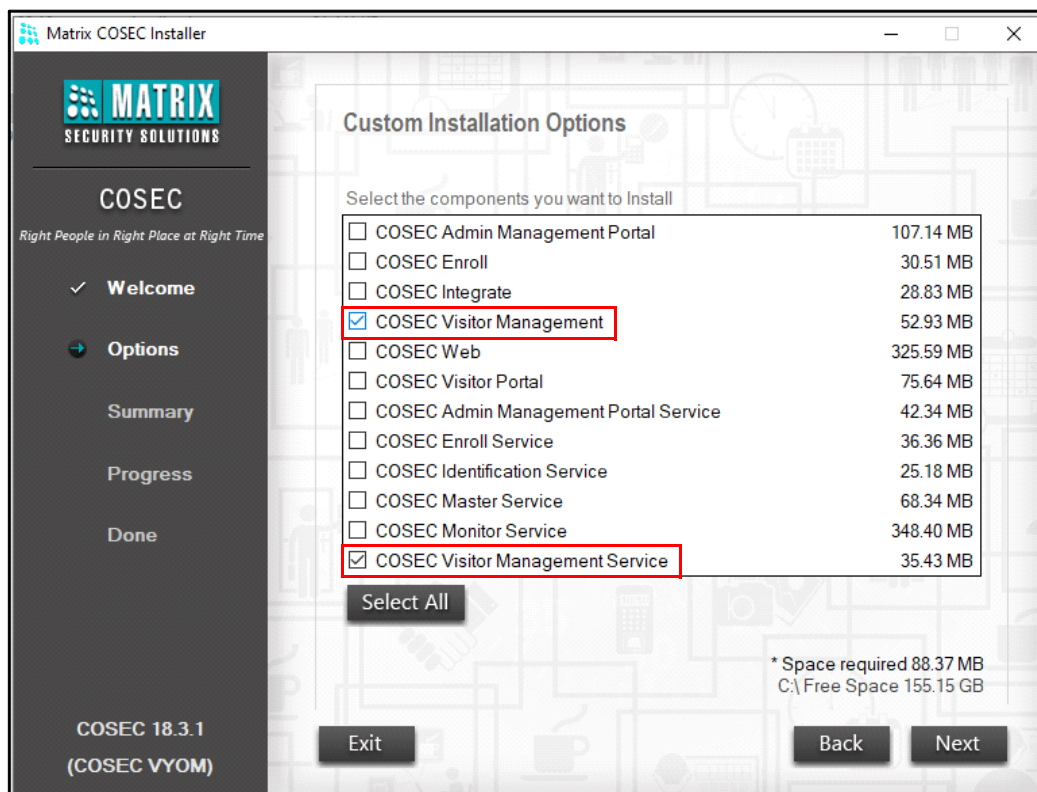 Matrix COSEC Installer
MATRIX
SECURITY SOLUTIONS
COSEC
Right People in Right Place at Right Time
Welcome
Options
Summary
Progress
Done
COSEC 18.3.1
(COSEC VYOM)
Custom Installation Options
Select the components you want to Install
COSEC Admin Management Portal 107.14 MB
COSEC Enroll 30.51 MB
COSEC Integrate 28.83 MB
COSEC Visitor Management 52.93 MB
COSEC Web 325.59 MB
COSEC Visitor Portal 75.64 MB
COSEC Admin Management Portal Service 42.34 MB
COSEC Enroll Service 36.36 MB
COSEC Identification Service 25.18 MB
COSEC Master Service 68.34 MB
COSEC Monitor Service 348.40 MB
COSEC Visitor Management Service 35.43 MB
Select All
* Space required 88.37 MB
C:\ Free Space 155.15 GB
Exit
Back
Next